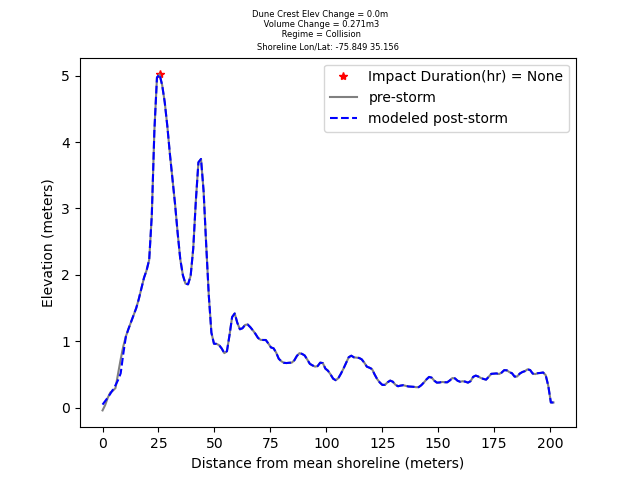 Dune Crest Elev Change = 0.0m
Volume Change = 0.271m3
Regime = Collision
Shoreline Lon/Lat: -75.849 35.156
Impact Duration(hr) = None
pre-storm
modeled post-storm
Elevation (meters)
5
4
3
2
1
0
0 25 50 75 100 125 150 175 200
Distance from mean shoreline (meters)